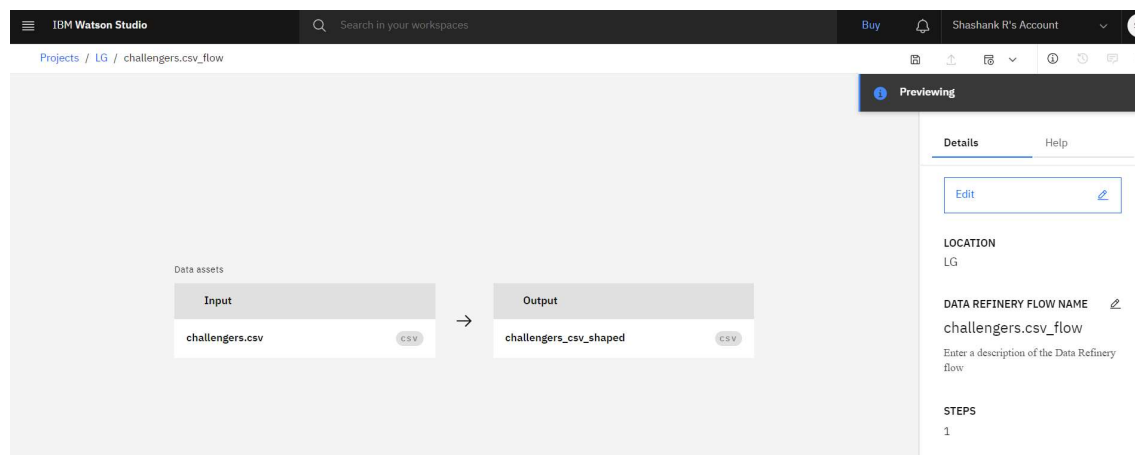 IBM Watson Studio
Search in your workspaces
Buy
Shashank R's Account
Projects / LG / challengers.csv_flow
Previewing
Details
Help
Edit
LOCATION
LG
DATA REFINERY FLOW NAME
challengers.csv_flow
Enter a description of the Data Refinery
flow
STEPS
1
Data assets
Input
challengers.csv
CSV
Output
challengers_csv_shaped
CSV